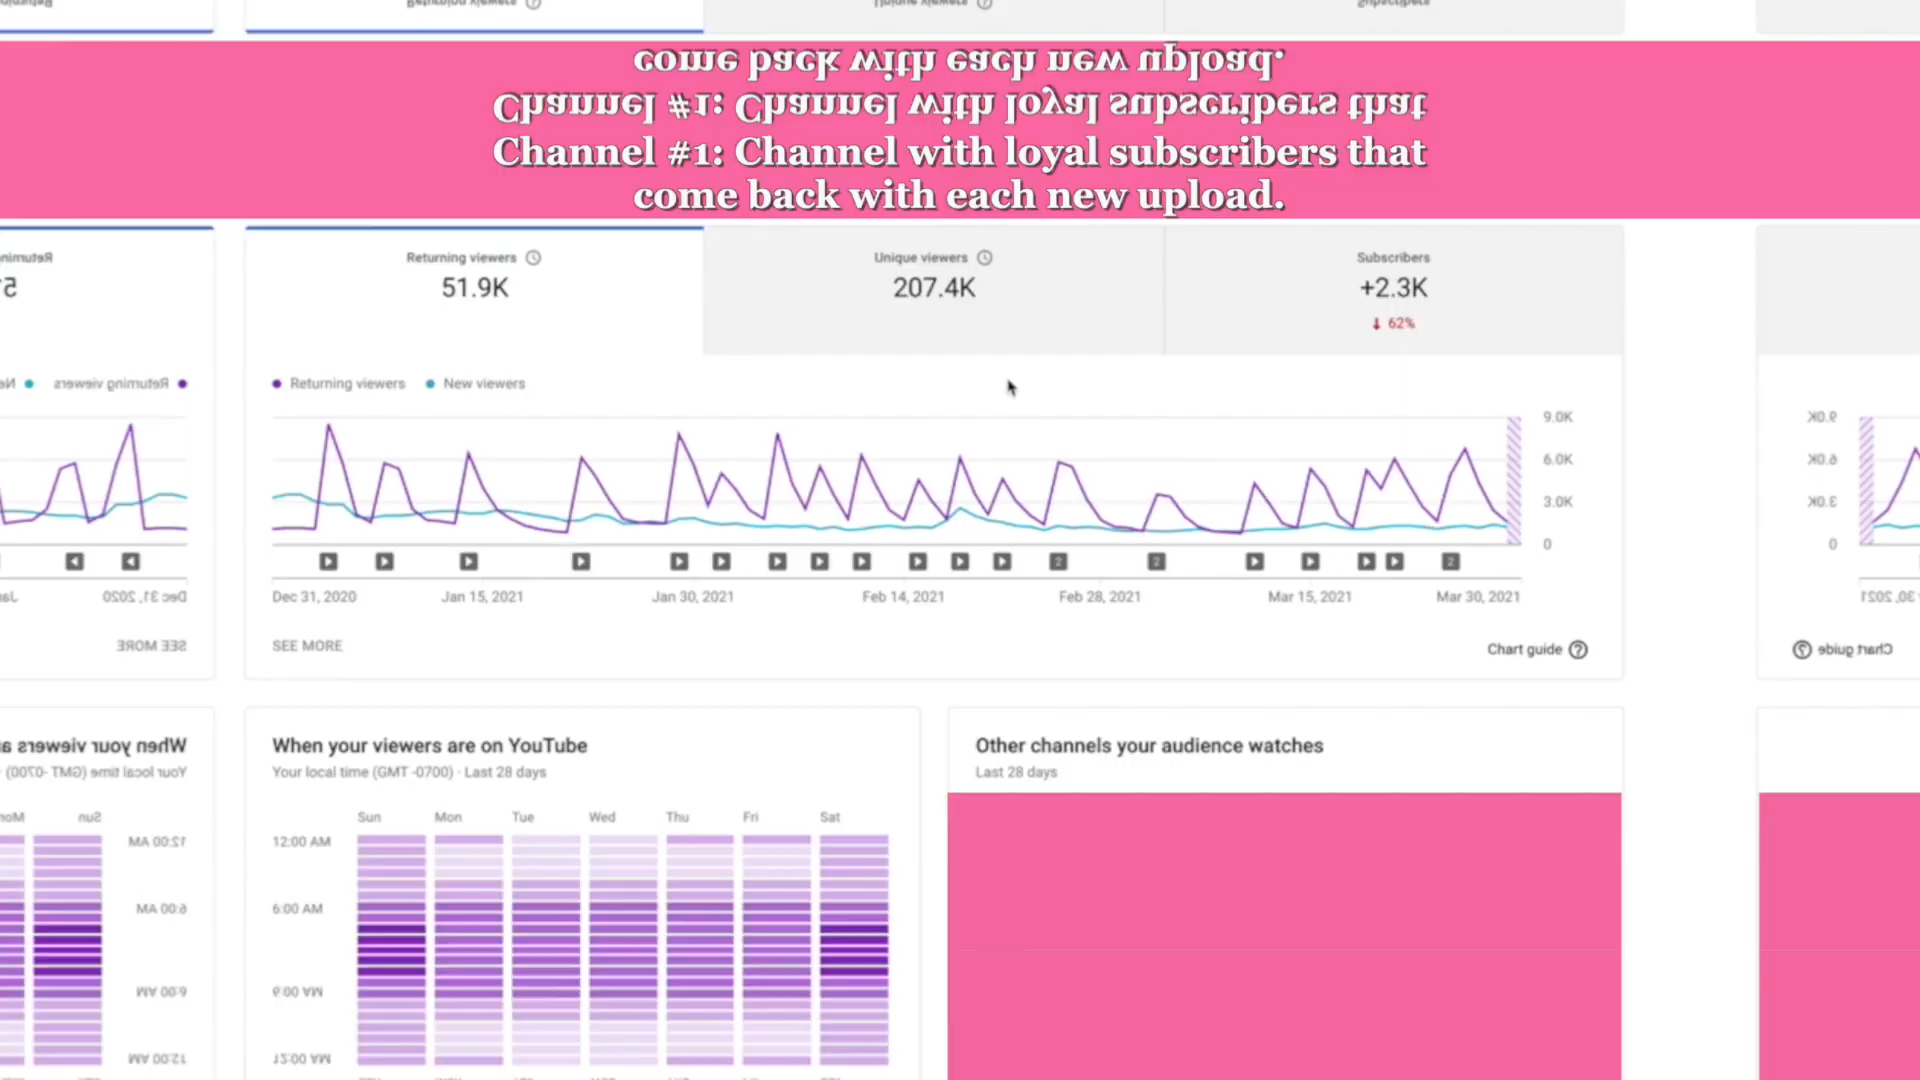 Channel #1: Channel with loyal subscribers that
come back with each new upload.
Returning viewers
51.9K
Unique viewers
207.4K
Subscribers
+2.3K
62%
Returning viewers
New viewers
9.0K
6.0K
3.0K
0
2
2
2
Dec 31, 2020
Jan 15, 2021
Jan 30, 2021
Feb 14, 2021
Feb 28, 2021
Mar 15, 2021
Mar 30, 2021
SEE MORE
Chart guide
When your viewers are on YouTube
Your local time (GMT -0700) · Last 28 days
Sun Mon Tue Wed Thu Fri Sat
12:00 AM
6:00 AM
Other channels your audience watches
Last 28 days